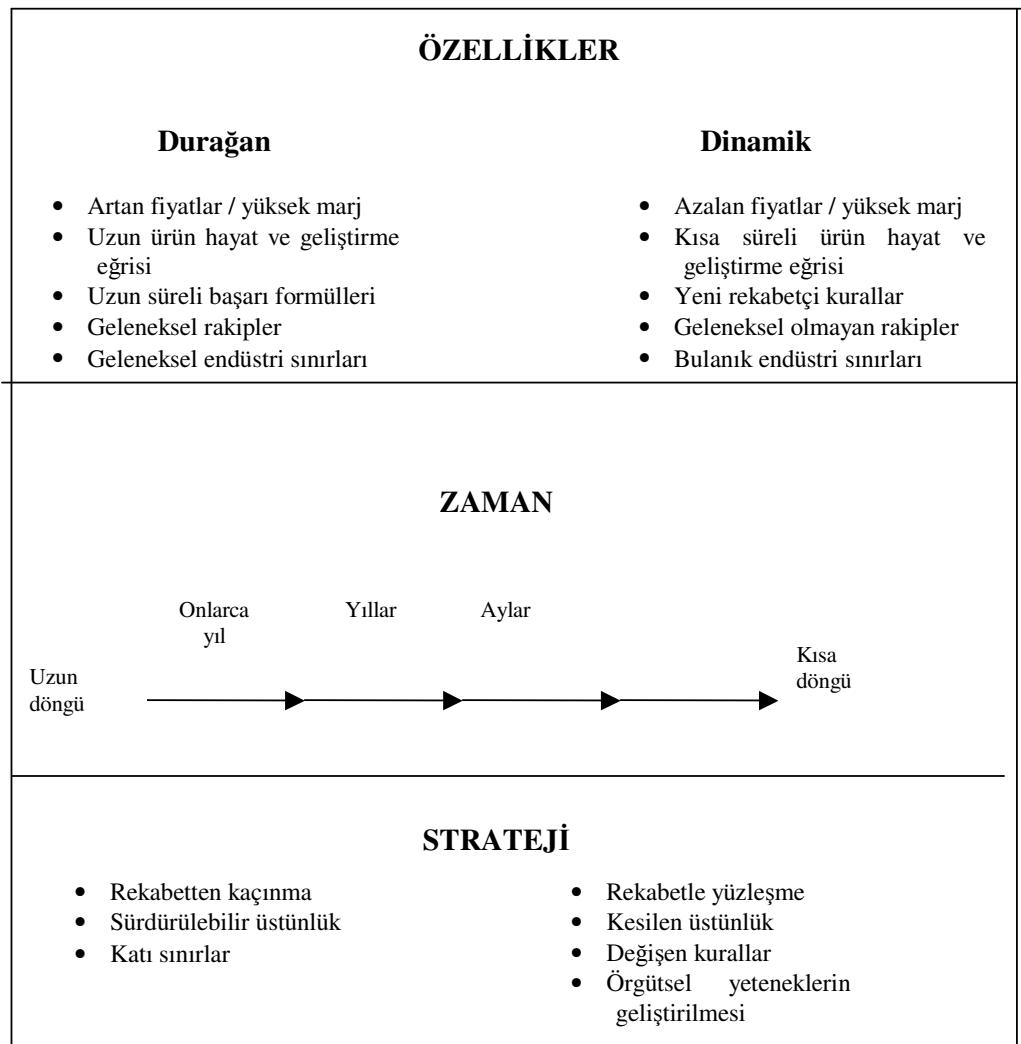 ÖZELLİKLER
Durağan
• Artan fiyatlar / yüksek marj
• Uzun ürün hayat ve geliştirme
eğrisi
• Uzun süreli başarı formülleri
• Geleneksel rakipler
• Geleneksel endüstri sınırları
Dinamik
• Azalan fiyatlar / yüksek marj
• Kısa süreli ürün hayat ve
geliştirme eğrisi
• Yeni rekabetçi kurallar
• Geleneksel olmayan rakipler
• Bulanık endüstri sınırları
ZAMAN
Onlarca
yıl
Yıllar
Aylar
Uzun
döngü
Kısa
döngü
STRATEJİ
• Rekabetten kaçınma
• Sürdürülebilir üstünlük
• Katı sınırlar
• Rekabetle yüzleşme
• Kesilen üstünlük
• Değişen kurallar
• Örgütsel yeteneklerin
geliştirilmesi